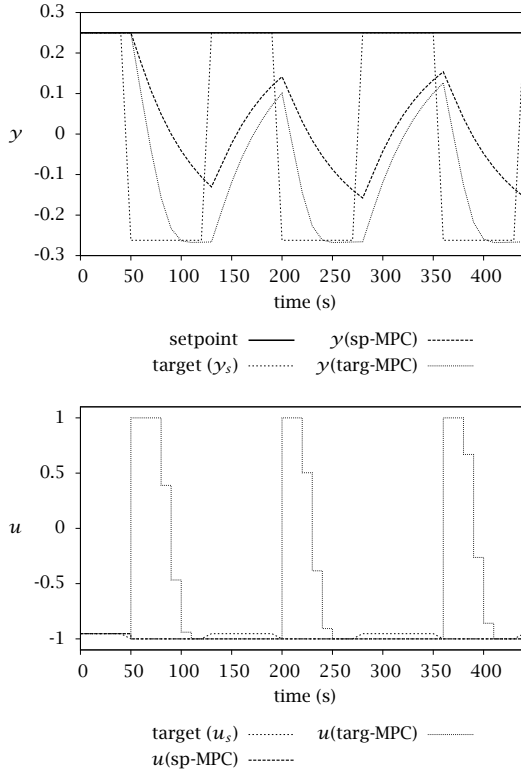 0.3
0.2
0.1
y 0
-0.1
-0.2
0.3
0 50 100 150 200 250 300 350 400
time (s)
setpoint y(sp-MPC)
target (yₛ) y(targ-MPC)
1
0.5
u 0
-0.5
-1
0 50 100 150 200 250 300 350 400
time (s)
target (uₛ) u(targ-MPC)
u(sp-MPC)